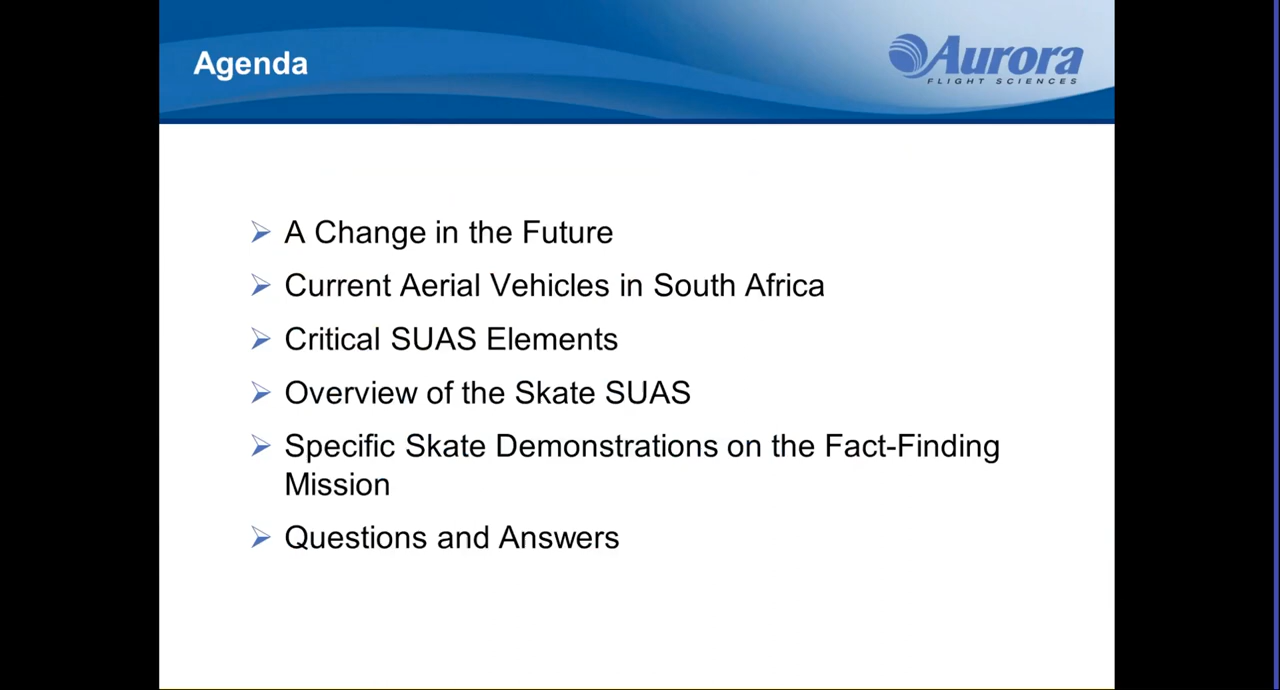 Agenda
Aurora
FLIGHT SCIENCES
A Change in the Future
Current Aerial Vehicles in South Africa
Critical SUAS Elements
Overview of the Skate SUAS
Specific Skate Demonstrations on the Fact-Finding
Mission
Questions and Answers